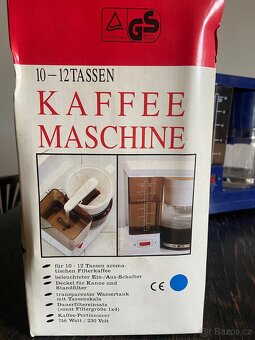 GS
10-12 TASSEN
KAFFEE
MASCHINE
• für 10 - 12 Tassen aroma-
tischen Filterkaffee
• beleuchteter Ein-/Aus-Schalter
• Deckel für Kanne und
Standfilter
• transparenter Wassertank
mit Tassenskala
• Dauerfiltereinsatz
(sonst Filtergröße 1x4)
• Kaffee-Portionierer
• 750 Watt / 230 Volt
CE
bazos.cz